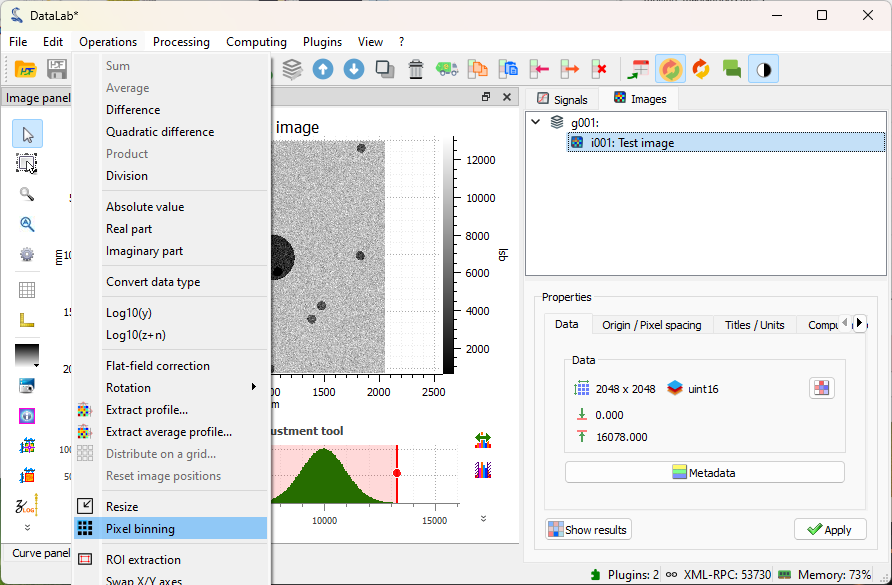 DataLab*
File Edit Operations Processing Computing Plugins View ?
Image panel
Sum
Average
Difference
Quadratic difference
Product
Division
Absolute value
Real part
Imaginary part
Convert data type
Log10(y)
Log10(z+n)
Flat-field correction
Rotation
Extract profile...
Extract average profile...
Distribute on a grid...
Reset image positions
Resize
Pixel binning
ROI extraction
Swap X/Y axes
image
12000
10000
8000
6000
4000
2000
lsb
mm
1000 1500 2000 2500
ustment tool
10000 15000
Curve panel
Signals Images
g001:
i001: Test image
Properties
Data Origin / Pixel spacing Titles / Units
Data
2048 x 2048 uint16
0.000
16078.000
Metadata
Show results Apply
Plugins: 2 XML-RPC: 53730 Memory: 73%